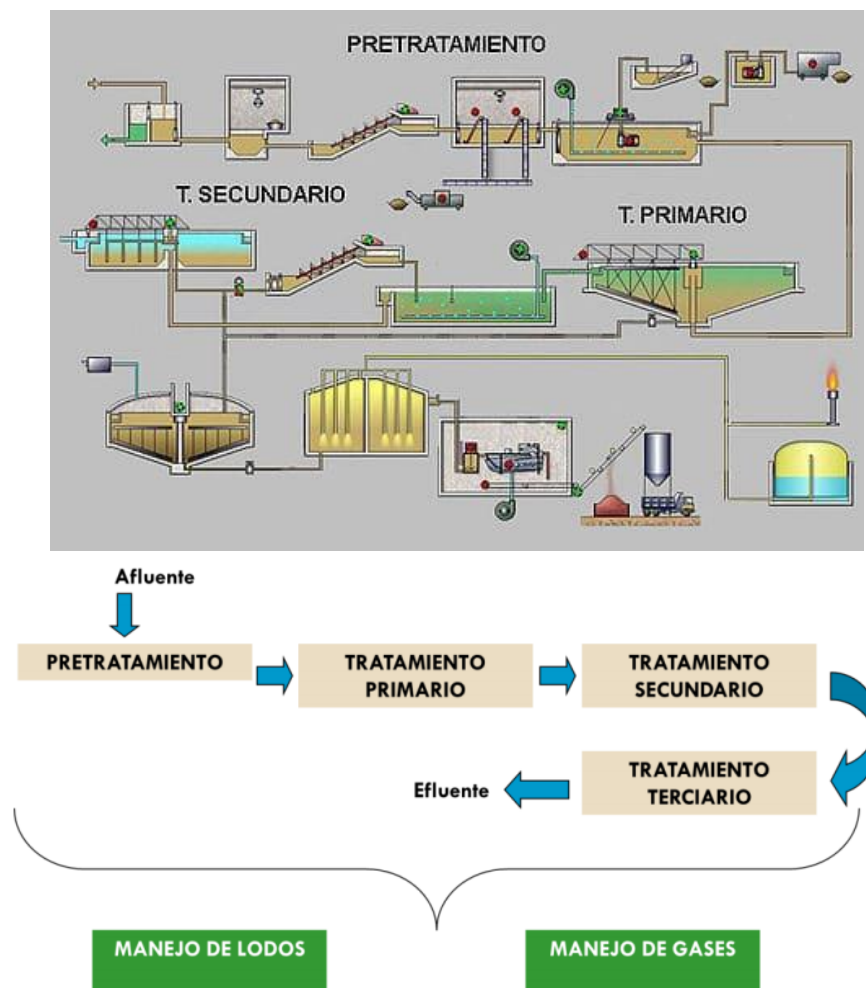 PRETRATAMIENTO
T. SECUNDARIO
T. PRIMARIO
Afluente
PRETRATAMIENTO
TRATAMIENTO
PRIMARIO
TRATAMIENTO
SECUNDARIO
Efluente
TRATAMIENTO
TERCIARIO
MANEJO DE LODOS
MANEJO DE GASES